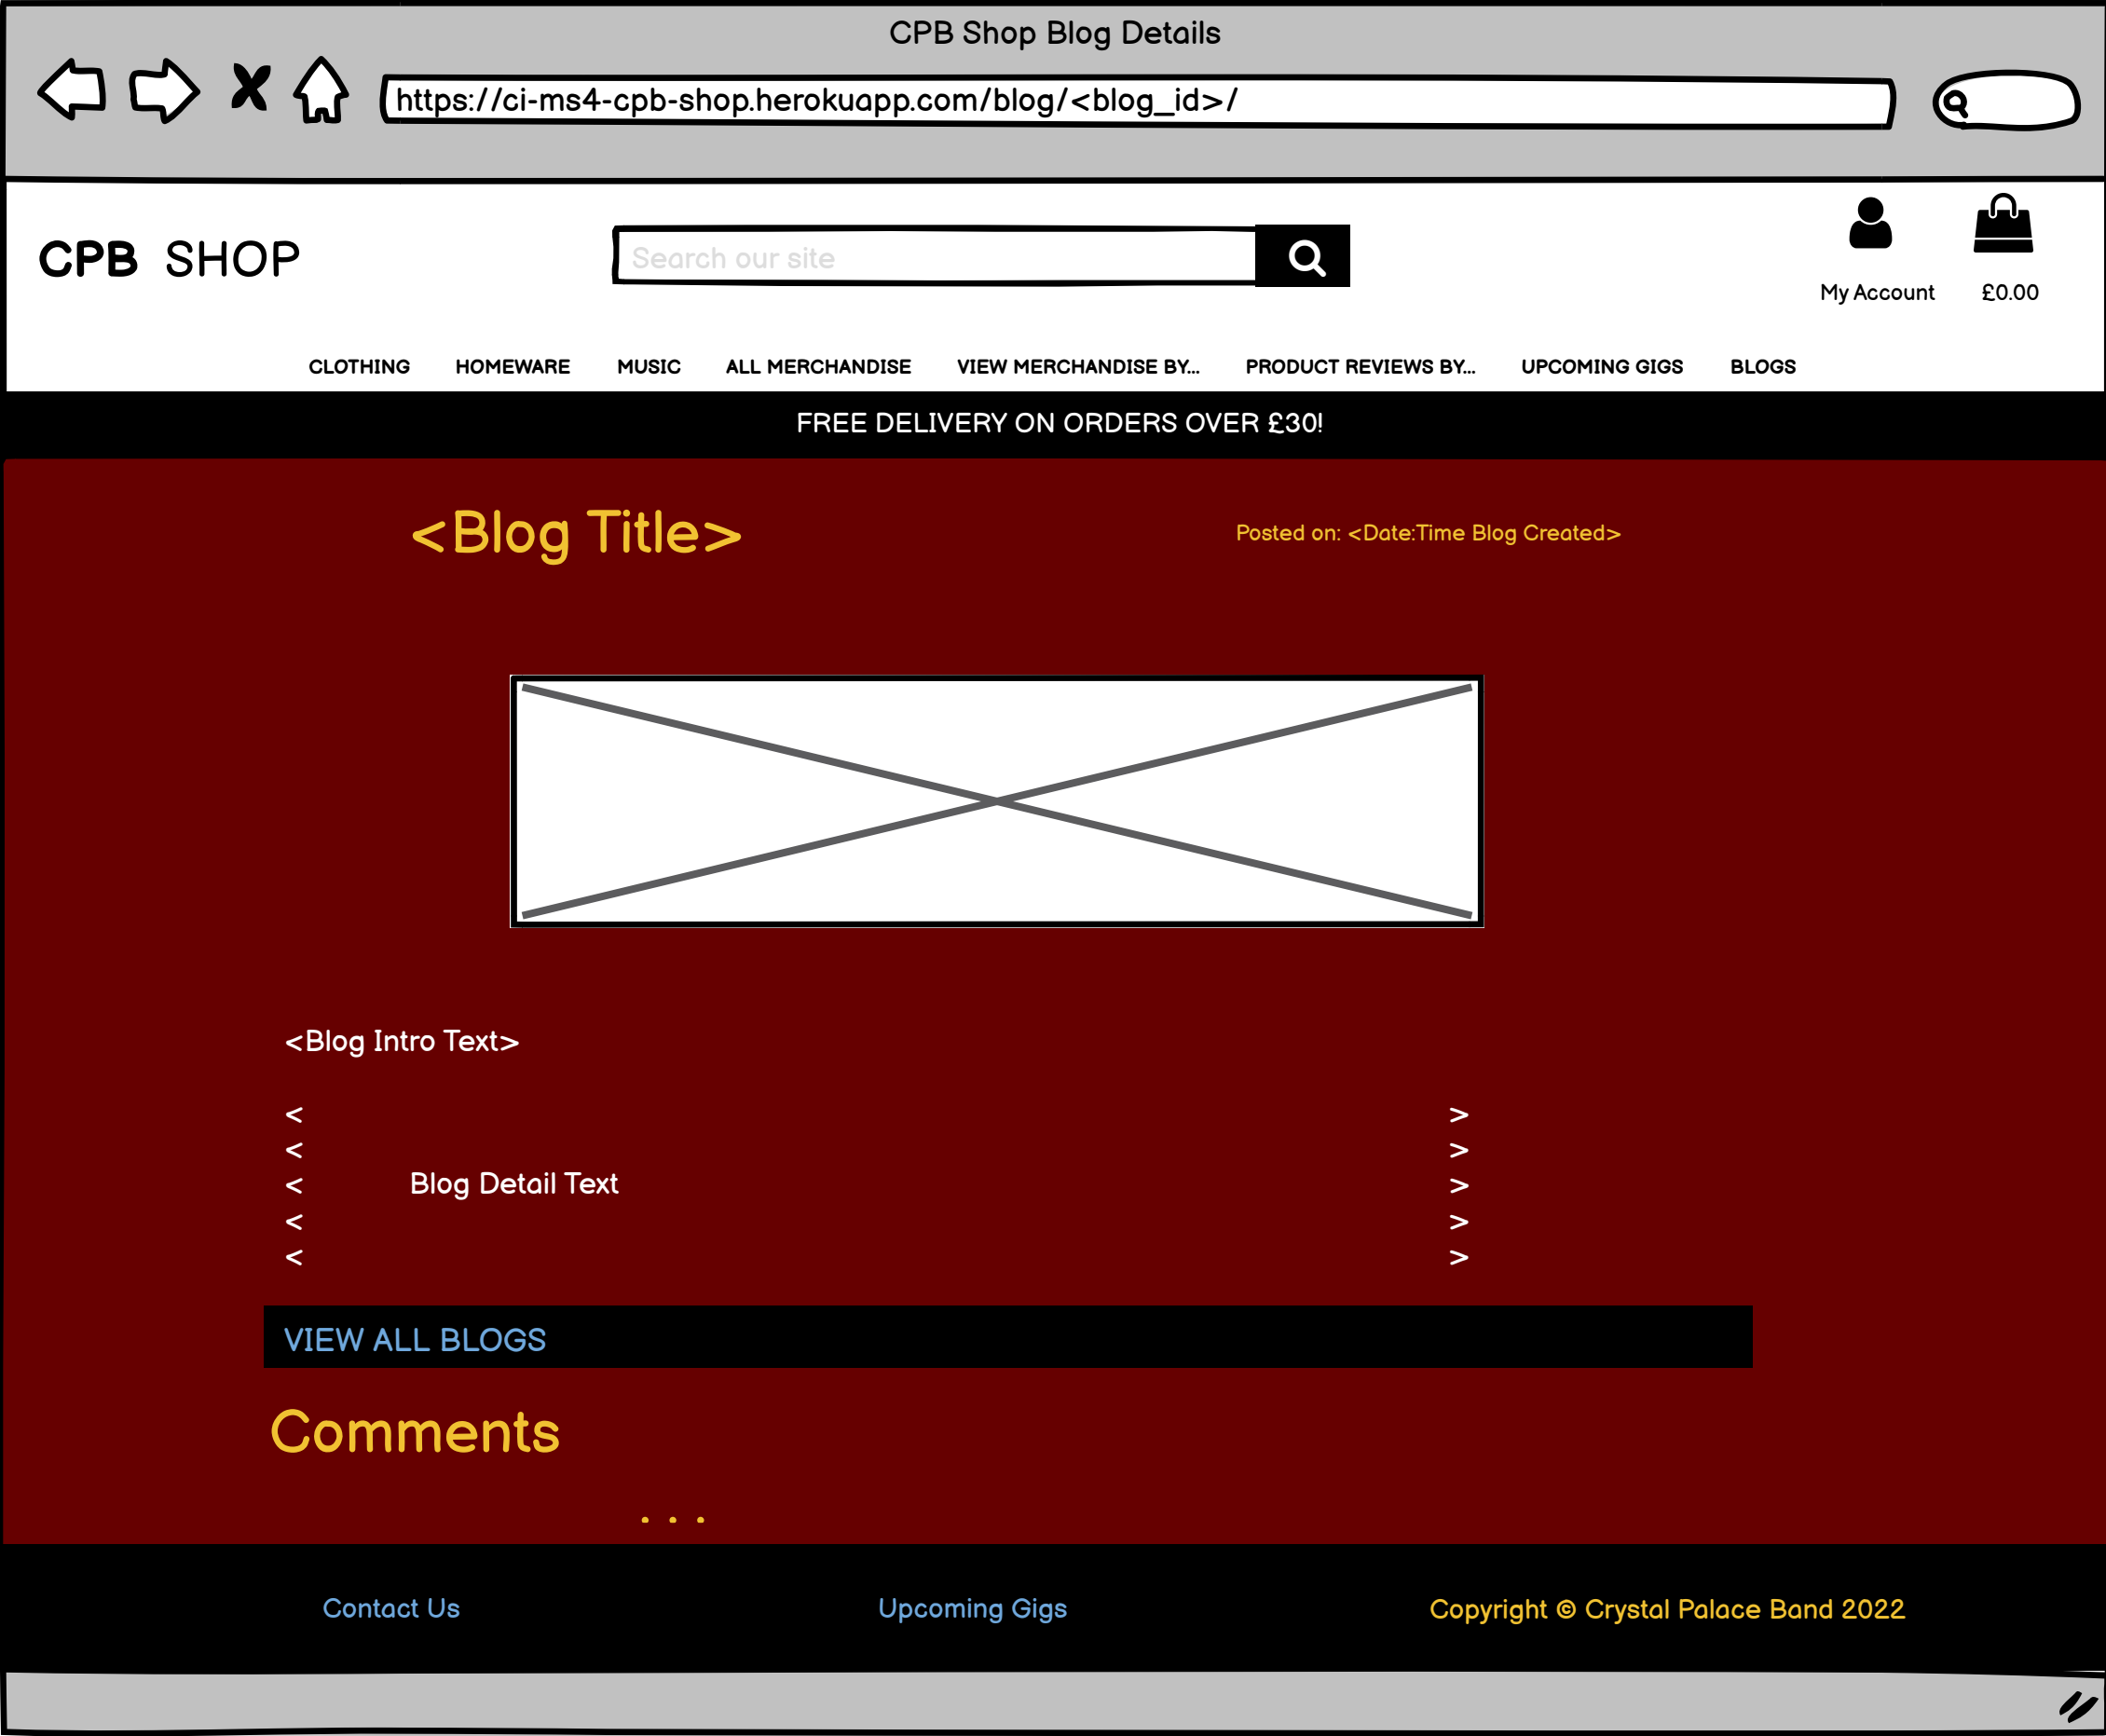 CPB Shop Blog Details
https://ci-ms4-cpb-shop.herokuapp.com/blog/<blog_id>/
CPB SHOP
Search our site
My Account £0.00
CLOTHING HOMEWARE MUSIC ALL MERCHANDISE VIEW MERCHANDISE BY... PRODUCT REVIEWS BY... UPCOMING GIGS BLOGS
FREE DELIVERY ON ORDERS OVER £30!
<Blog Title> Posted on: <Date:Time Blog Created>
<Blog Intro Text>
< >
< >
< Blog Detail Text >
< >
< >
VIEW ALL BLOGS
Comments
. . .
Contact Us Upcoming Gigs Copyright © Crystal Palace Band 2022